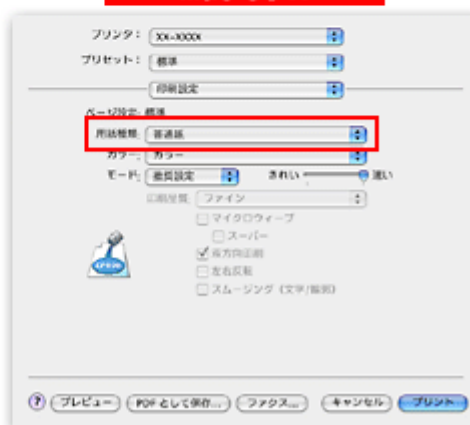 プリンタ： XX-XXXX
プリセット： 標準
印刷設定
ページ設定: 標準
用紙種類: 普通紙
カラー: カラー
モード: 推奨設定 きれい 速い
印刷品質: ファイン
マイクロウィーブ
スーパー
双方向印刷
左右反転
スムージング（文字/輪郭）
EPSON
? プレビュー PDF として保存... ファクス... キャンセル プリント